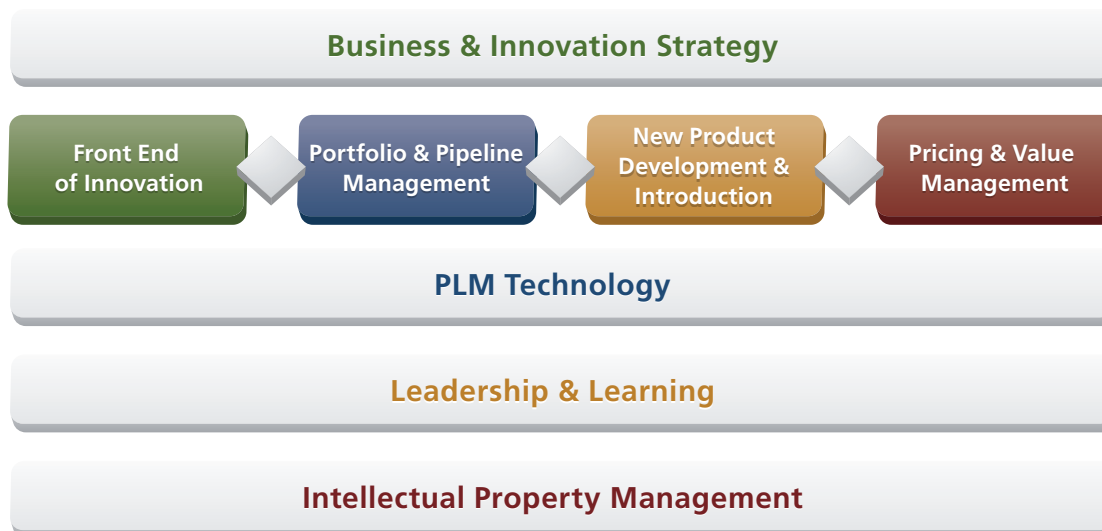 Business & Innovation Strategy
Front End
of Innovation
Portfolio & Pipeline
Management
New Product
Development &
Introduction
Pricing & Value
Management
PLM Technology
Leadership & Learning
Intellectual Property Management